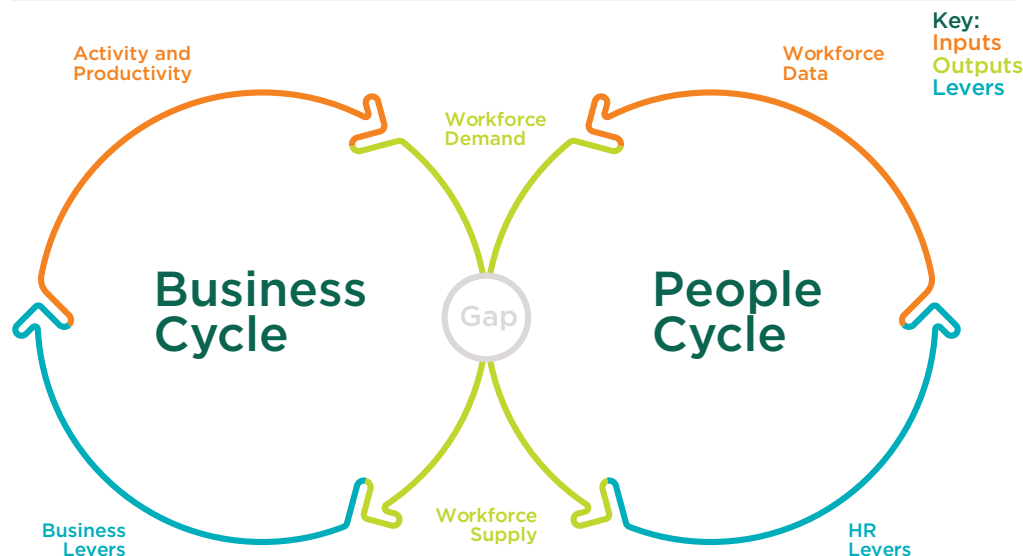 Activity and
Productivity
Workforce
Demand
Workforce
Data
Key:
Inputs
Outputs
Levers
Business
Cycle
Gap
People
Cycle
Business
Levers
Workforce
Supply
HR
Levers